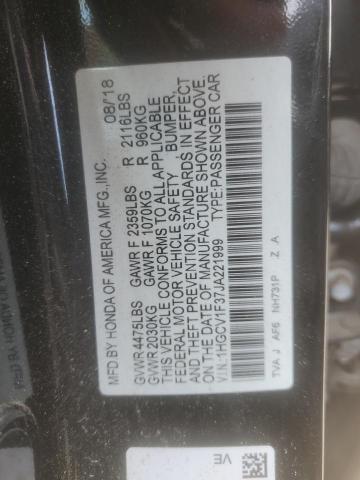 MFD.BY HONDA OF AMERICA MFG.,INC. 08/'18
GVWR 4475LBS GAWR F 2359LBS R 2116LBS
GVWR 2030KG GAWR F 1070KG R 960KG
THIS VEHICLE CONFORMS TO ALL APPLICABLE
FEDERAL MOTOR VEHICLE SAFETY , BUMPER,
AND THEFT PREVENTION STANDARDS IN EFFECT
ON THE DATE OF MANUFACTURE SHOWN ABOVE.
V.I.N.:1HGCV1F37JA221999 TYPE:PASSENGER CAR
TVA J AF6 NH731P Z A
VE